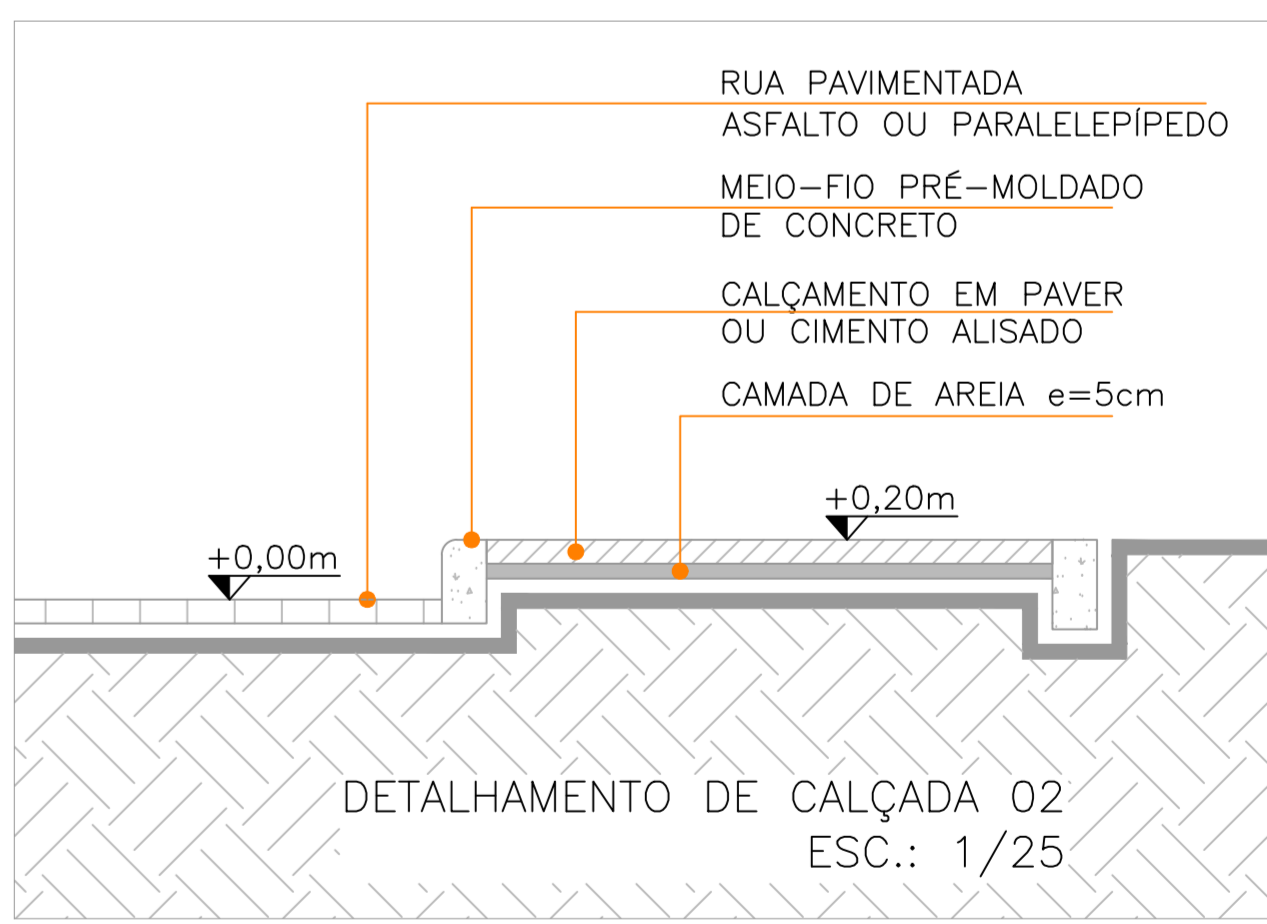 RUA PAVIMENTADA
ASFALTO OU PARALELEPÍPEDO
MEIO-FIO PRÉ-MOLDADO
DE CONCRETO
CALÇAMENTO EM PAVER
OU CIMENTO ALISADO
CAMADA DE AREIA e=5cm
+0,20m
+0,00m
DETALHAMENTO DE CALÇADA 02
ESC.: 1/25